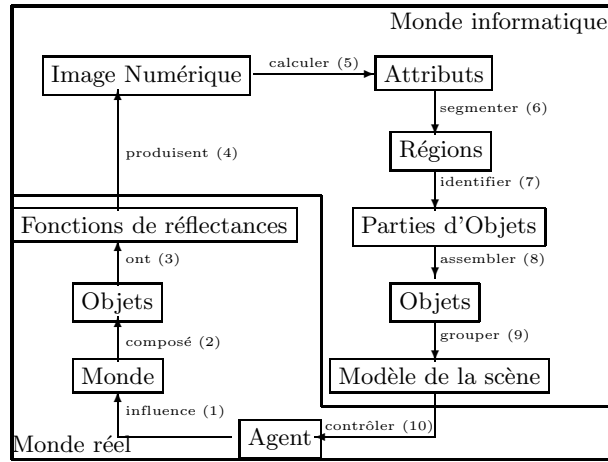 Monde informatique
Image Numérique
calculer (5)
Attributs
segmenter (6)
produisent (4)
Régions
identifier (7)
Fonctions de réflectances
Parties d'Objets
ont (3)
assembler (8)
Objets
Objets
composé (2)
grouper (9)
Monde
Modèle de la scène
influence (1)
contrôler (10)
Agent
Monde réel